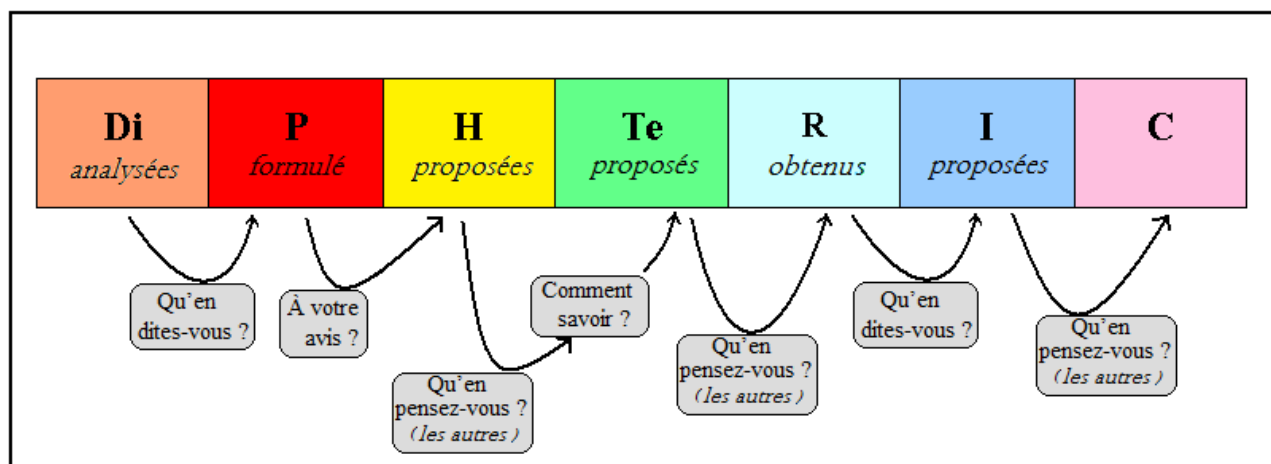 Di
analysées
P
formulé
H
proposées
Te
proposés
R
obtenus
I
proposées
C
Qu'en
dites-vous ?
À votre
avis ?
Qu'en
pensez-vous ?
(les autres)
Comment
savoir ?
Qu'en
pensez-vous ?
(les autres)
Qu'en
dites-vous ?
Qu'en
pensez-vous ?
(les autres)